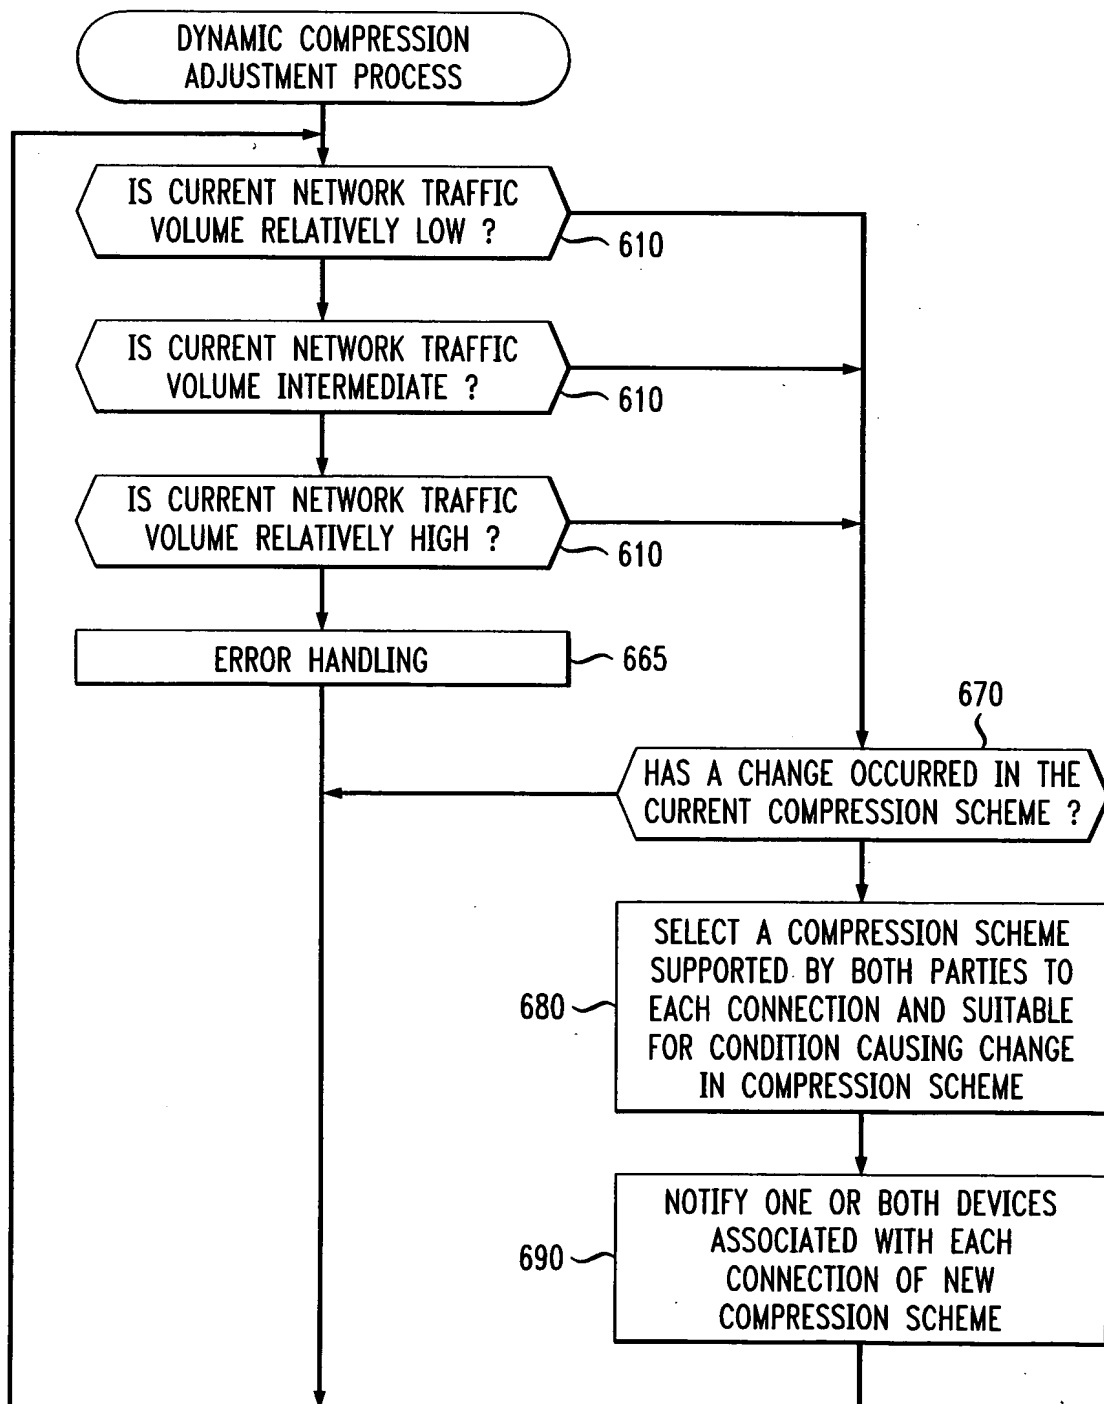 DYNAMIC COMPRESSION
ADJUSTMENT PROCESS
IS CURRENT NETWORK TRAFFIC
VOLUME RELATIVELY LOW ?
610
IS CURRENT NETWORK TRAFFIC
VOLUME INTERMEDIATE ?
610
IS CURRENT NETWORK TRAFFIC
VOLUME RELATIVELY HIGH ?
610
ERROR HANDLING
665
670
HAS A CHANGE OCCURRED IN THE
CURRENT COMPRESSION SCHEME ?
SELECT A COMPRESSION SCHEME
SUPPORTED BY BOTH PARTIES TO
EACH CONNECTION AND SUITABLE
FOR CONDITION CAUSING CHANGE
IN COMPRESSION SCHEME
680
NOTIFY ONE OR BOTH DEVICES
ASSOCIATED WITH EACH
CONNECTION OF NEW
COMPRESSION SCHEME
690